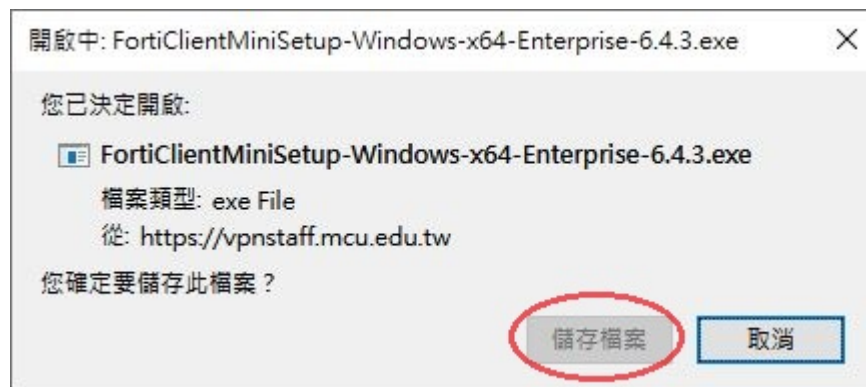 開啟中: FortiClientMiniSetup-Windows-x64-Enterprise-6.4.3.exe
您已決定開啟:
FortiClientMiniSetup-Windows-x64-Enterprise-6.4.3.exe
檔案類型: exe File
從: https://vpnstaff.mcu.edu.tw
您確定要儲存此檔案？
儲存檔案 取消